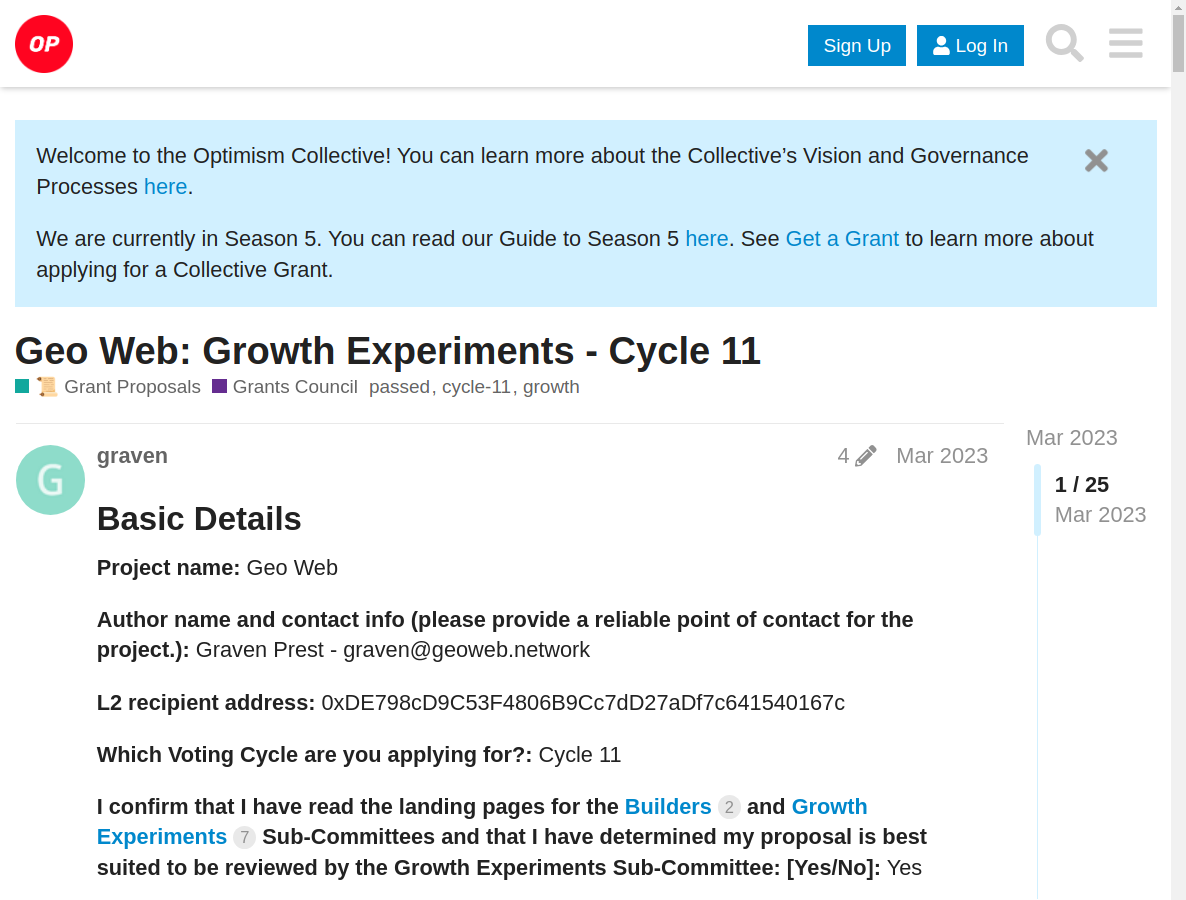 OP
Sign Up
Log In
Welcome to the Optimism Collective! You can learn more about the Collective’s Vision and Governance
Processes here.
We are currently in Season 5. You can read our Guide to Season 5 here. See Get a Grant to learn more about
applying for a Collective Grant.
Geo Web: Growth Experiments - Cycle 11
Grant Proposals Grants Council passed, cycle-11, growth
G
graven
4
Mar 2023
Mar 2023
1 / 25
Mar 2023
Basic Details
Project name: Geo Web
Author name and contact info (please provide a reliable point of contact for the
project.): Graven Prest - graven@geoweb.network
L2 recipient address: 0xDE798cD9C53F4806B9Cc7dD27aDf7c641540167c
Which Voting Cycle are you applying for?: Cycle 11
I confirm that I have read the landing pages for the Builders 2 and Growth
Experiments 7 Sub-Committees and that I have determined my proposal is best
suited to be reviewed by the Growth Experiments Sub-Committee: [Yes/No]: Yes